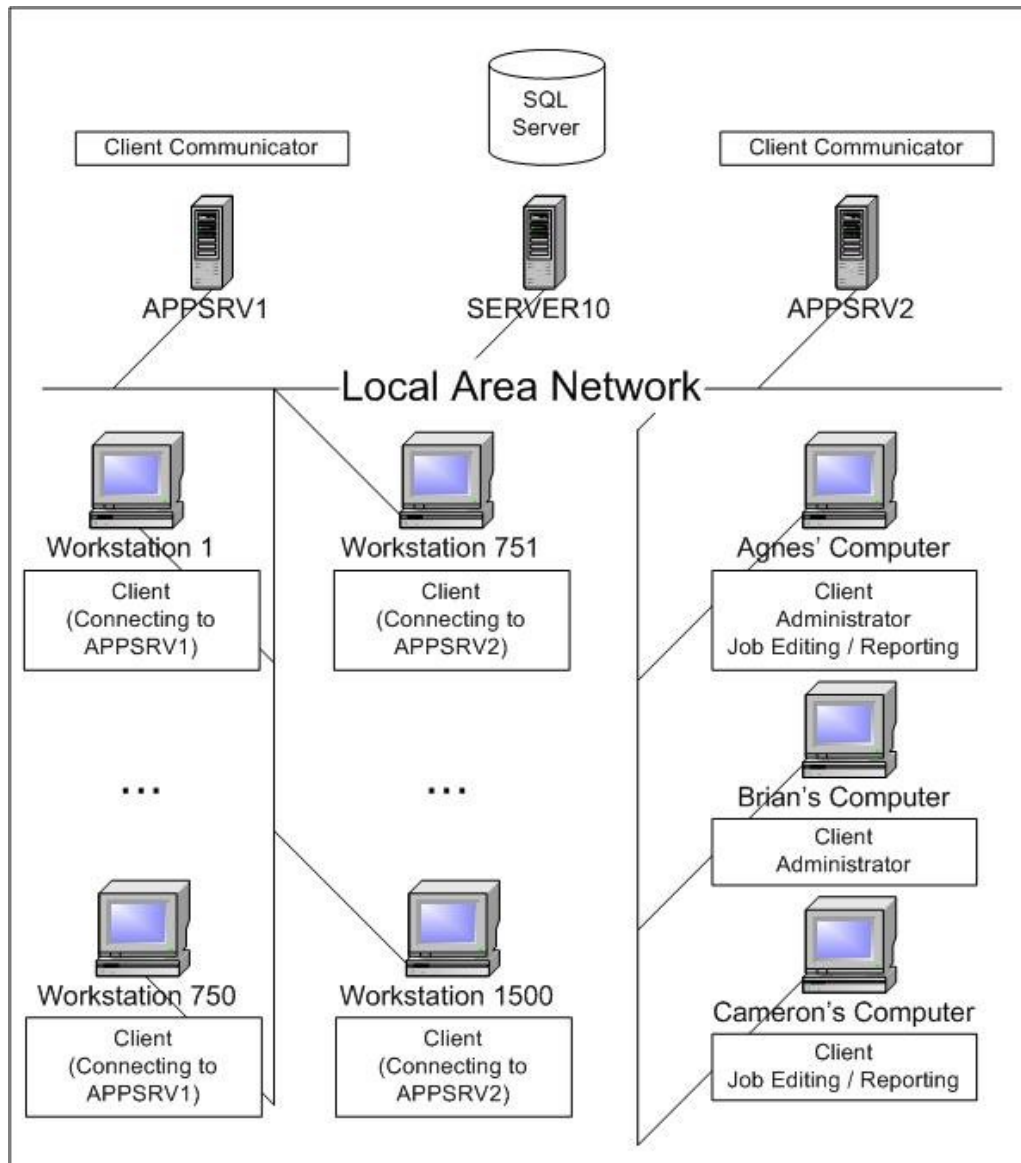 SQL
Server
Client Communicator
Client Communicator
APPSRV1
SERVER10
APPSRV2
Local Area Network
Workstation 1
Client
(Connecting to
APPSRV1)
Workstation 751
Client
(Connecting to
APPSRV2)
Agnes' Computer
Client
Administrator
Job Editing / Reporting
...
...
Brian's Computer
Client
Administrator
Workstation 750
Client
(Connecting to
APPSRV1)
Workstation 1500
Client
(Connecting to
APPSRV2)
Cameron's Computer
Client
Job Editing / Reporting